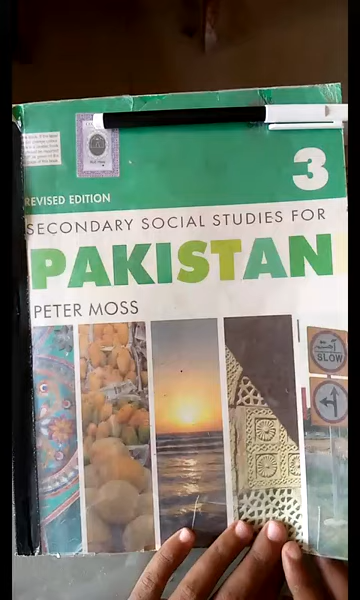 3
REVISED EDITION
SECONDARY SOCIAL STUDIES FOR
PAKISTAN
PETER MOSS
SLOW